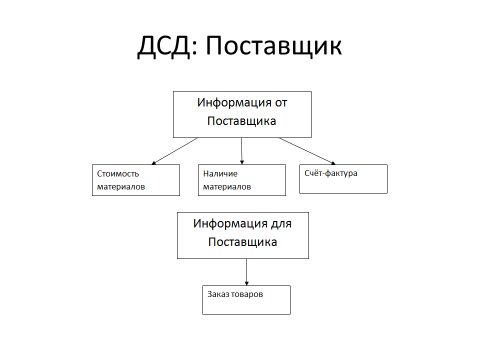 ДСД: Поставщик
Информация от
Поставщика
Стоимость
материалов
Наличие
материалов
Счёт-фактура
Информация для
Поставщика
Заказ товаров